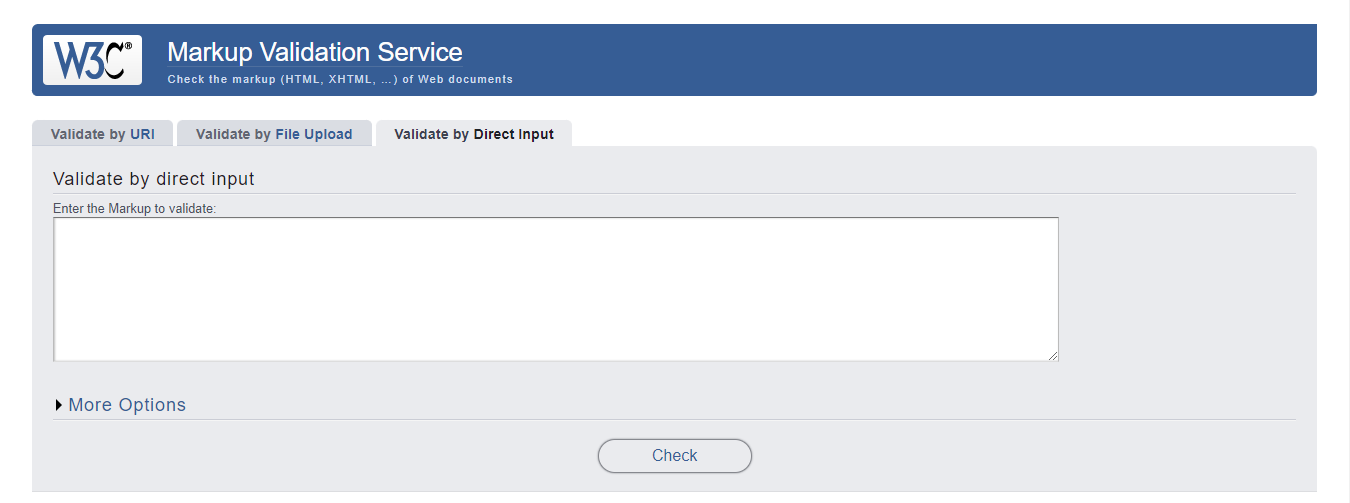 W3C® Markup Validation Service
Check the markup (HTML, XHTML, …) of Web documents
Validate by URI Validate by File Upload Validate by Direct Input
Validate by direct input
Enter the Markup to validate:
More Options
Check